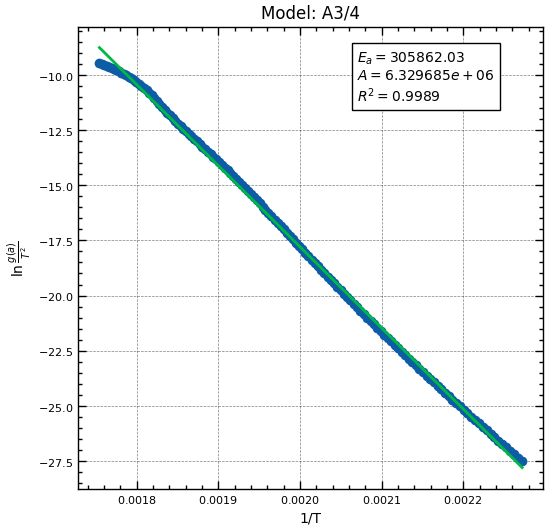 Model: A3/4
E_a = 305862.03
A = 6.329685e + 06
R² = 0.9989
ln g(a)/T²
−10.0
−12.5
−15.0
−17.5
−20.0
−22.5
−25.0
−27.5
0.0018 0.0019 0.0020 0.0021 0.0022
1/T